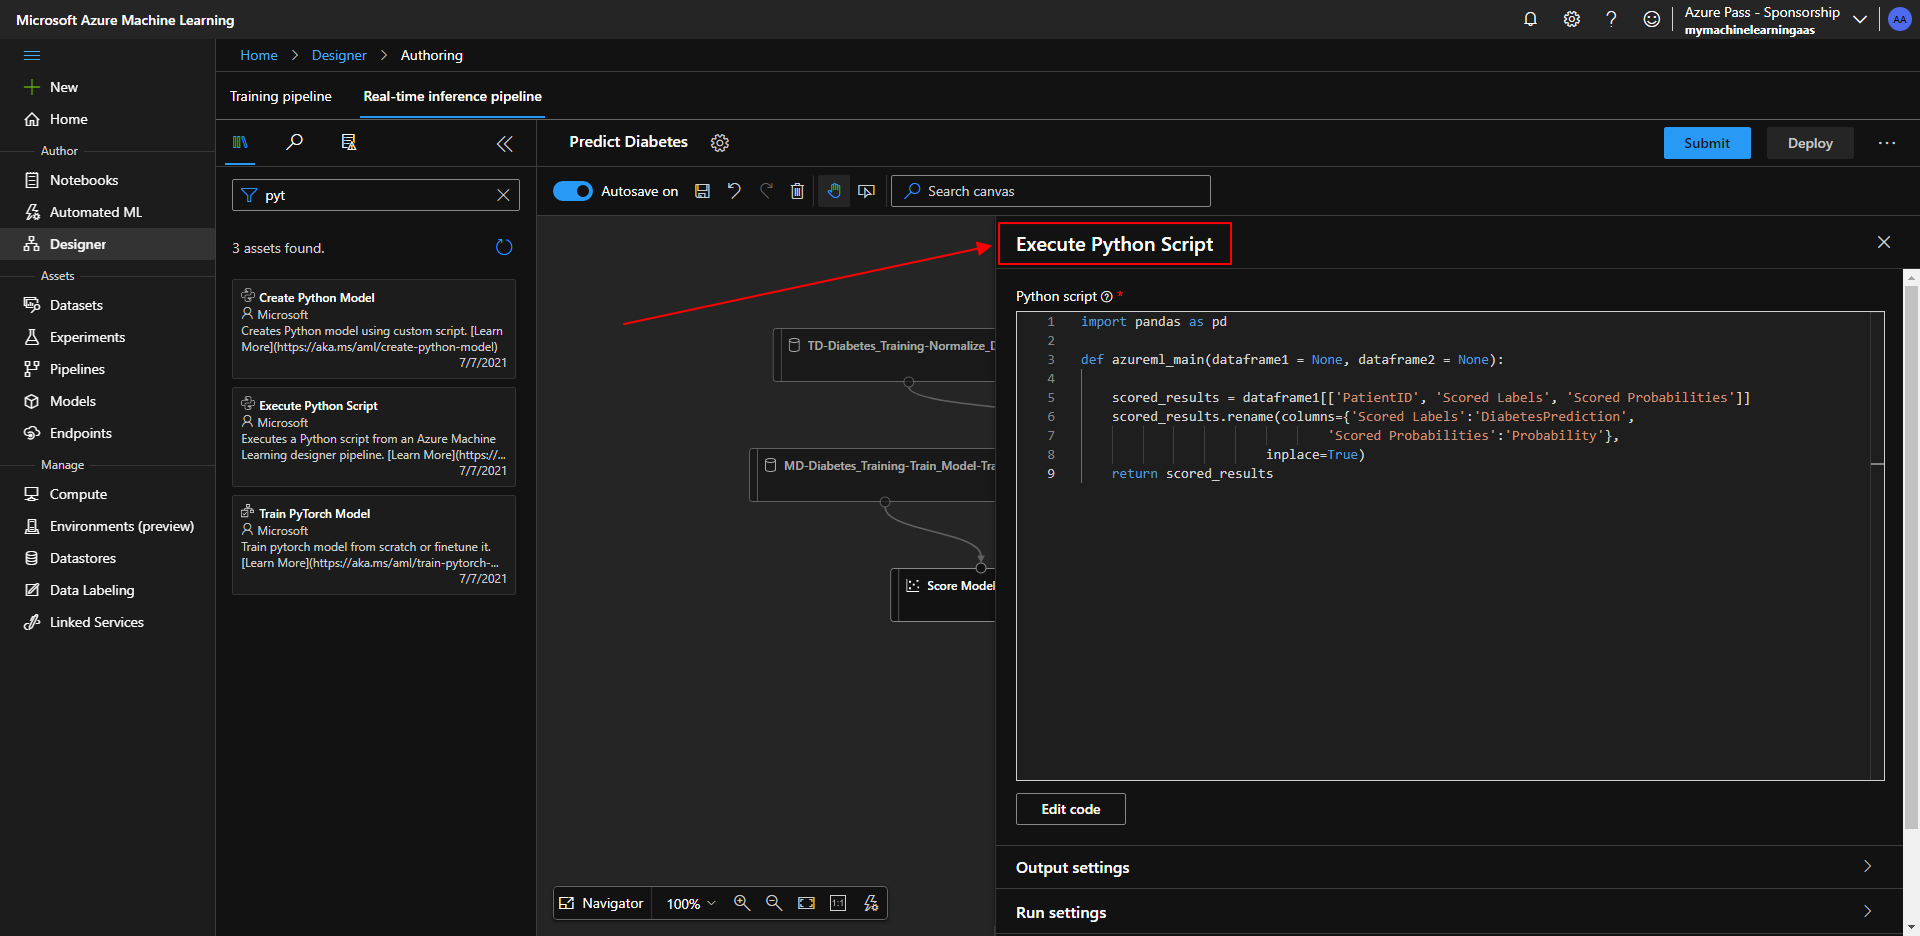 Microsoft Azure Machine Learning
Azure Pass - Sponsorship
mymachinelearningaas
AA
New
Home
Author
Notebooks
Automated ML
Designer
Assets
Datasets
Experiments
Pipelines
Models
Endpoints
Manage
Compute
Environments (preview)
Datastores
Data Labeling
Linked Services
Home > Designer > Authoring
Training pipeline
Real-time inference pipeline
pyt
3 assets found.
Create Python Model
Microsoft
Creates Python model using custom script. [Learn
More](https://aka.ms/aml/create-python-model)
7/7/2021
Execute Python Script
Microsoft
Executes a Python script from an Azure Machine
Learning designer pipeline. [Learn More](https://...
7/7/2021
Train PyTorch Model
Microsoft
Train pytorch model from scratch or finetune it.
[Learn More](https://aka.ms/aml/train-pytorch-...
7/7/2021
Predict Diabetes
Submit
Deploy
Autosave on
Search canvas
TD-Diabetes_Training-Normalize_D
MD-Diabetes_Training-Train_Model-Tra
Score Model
Navigator
100%
1:1
Execute Python Script
Python script ? *
1 import pandas as pd
2
3 def azureml_main(dataframe1 = None, dataframe2 = None):
4
5 scored_results = dataframe1[['PatientID', 'Scored Labels', 'Scored Probabilities']]
6 scored_results.rename(columns={'Scored Labels':'DiabetesPrediction',
7 'Scored Probabilities':'Probability'},
8 inplace=True)
9 return scored_results
Edit code
Output settings
Run settings